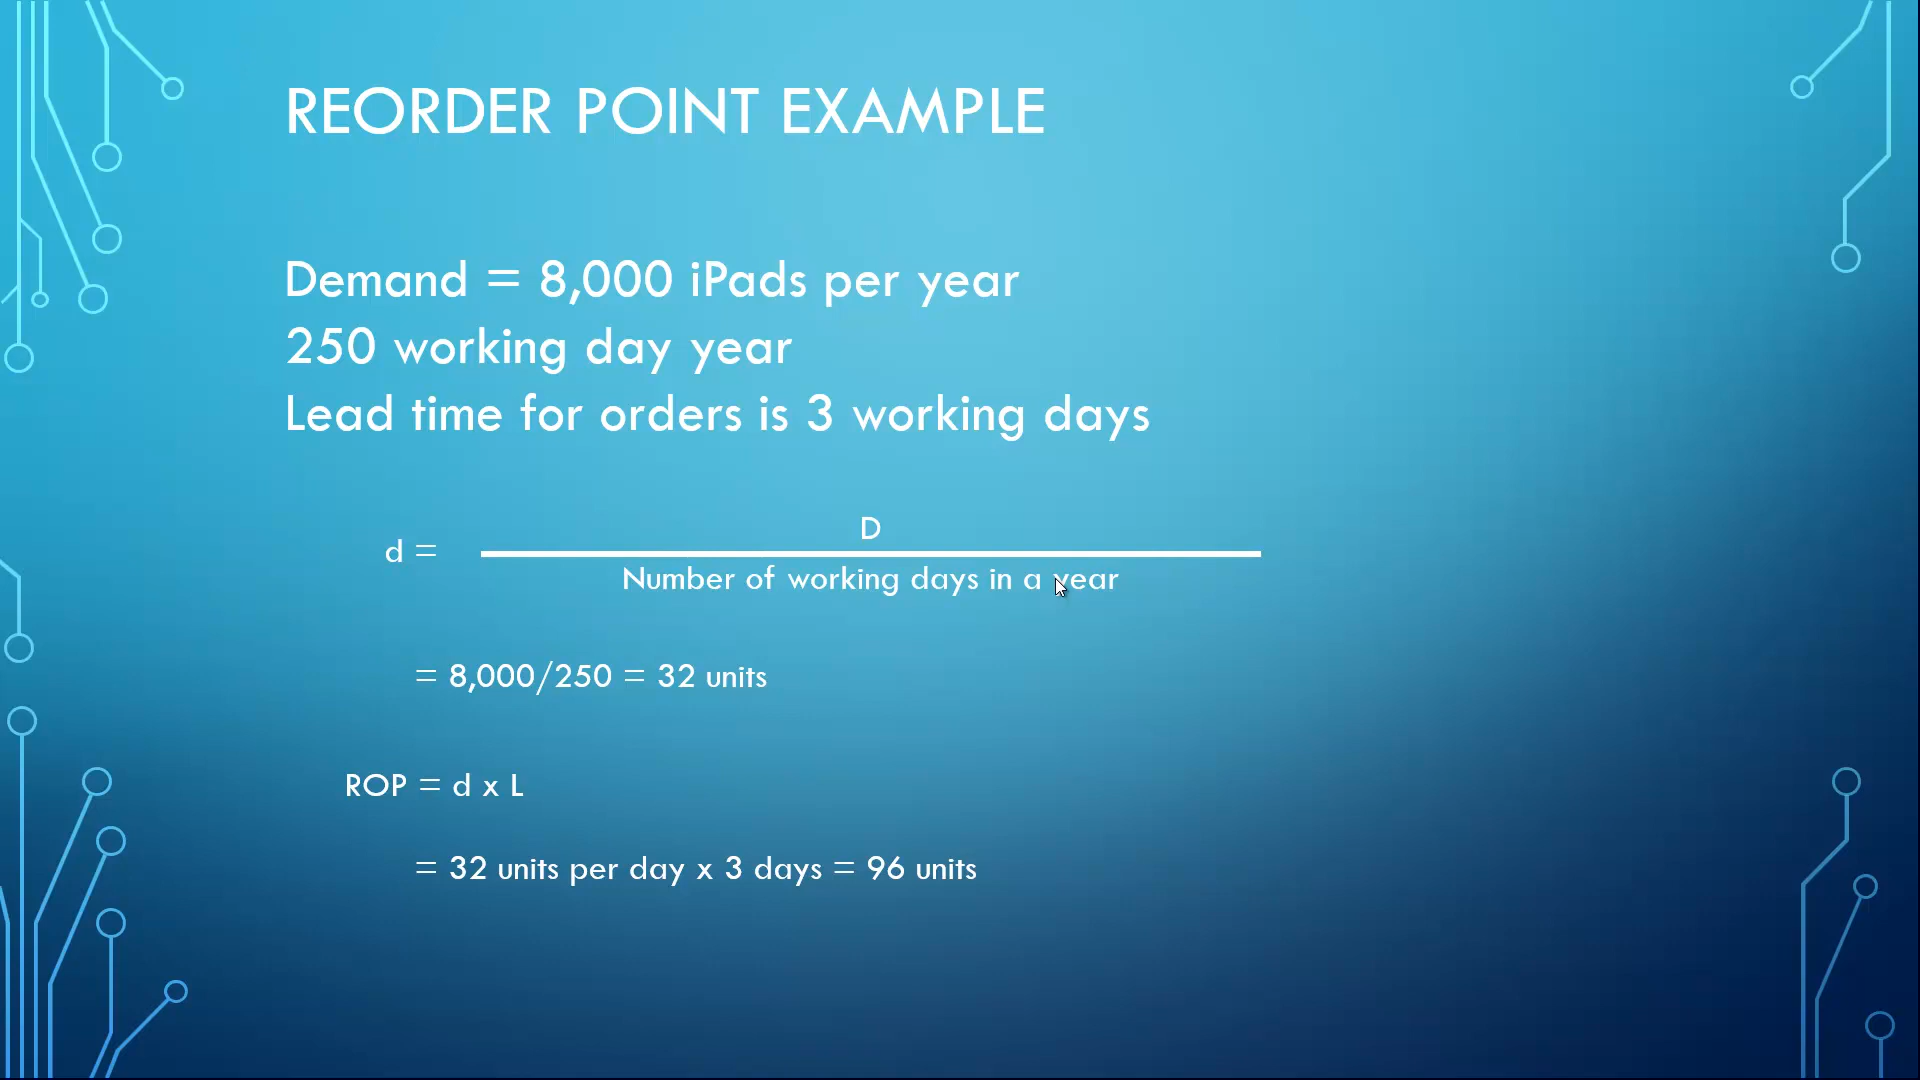 REORDER POINT EXAMPLE
Demand = 8,000 iPads per year
250 working day year
Lead time for orders is 3 working days
D
d =
Number of working days in a year
= 8,000/250 = 32 units
ROP = d x L
= 32 units per day x 3 days = 96 units